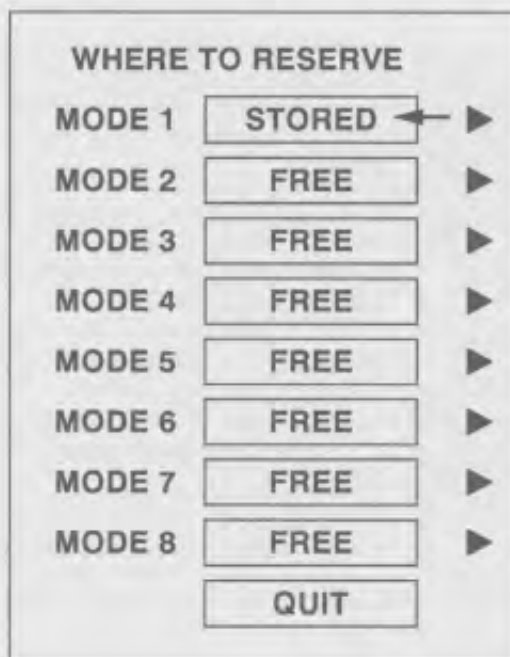 WHERE TO RESERVE
MODE 1 STORED
MODE 2 FREE
MODE 3 FREE
MODE 4 FREE
MODE 5 FREE
MODE 6 FREE
MODE 7 FREE
MODE 8 FREE
QUIT